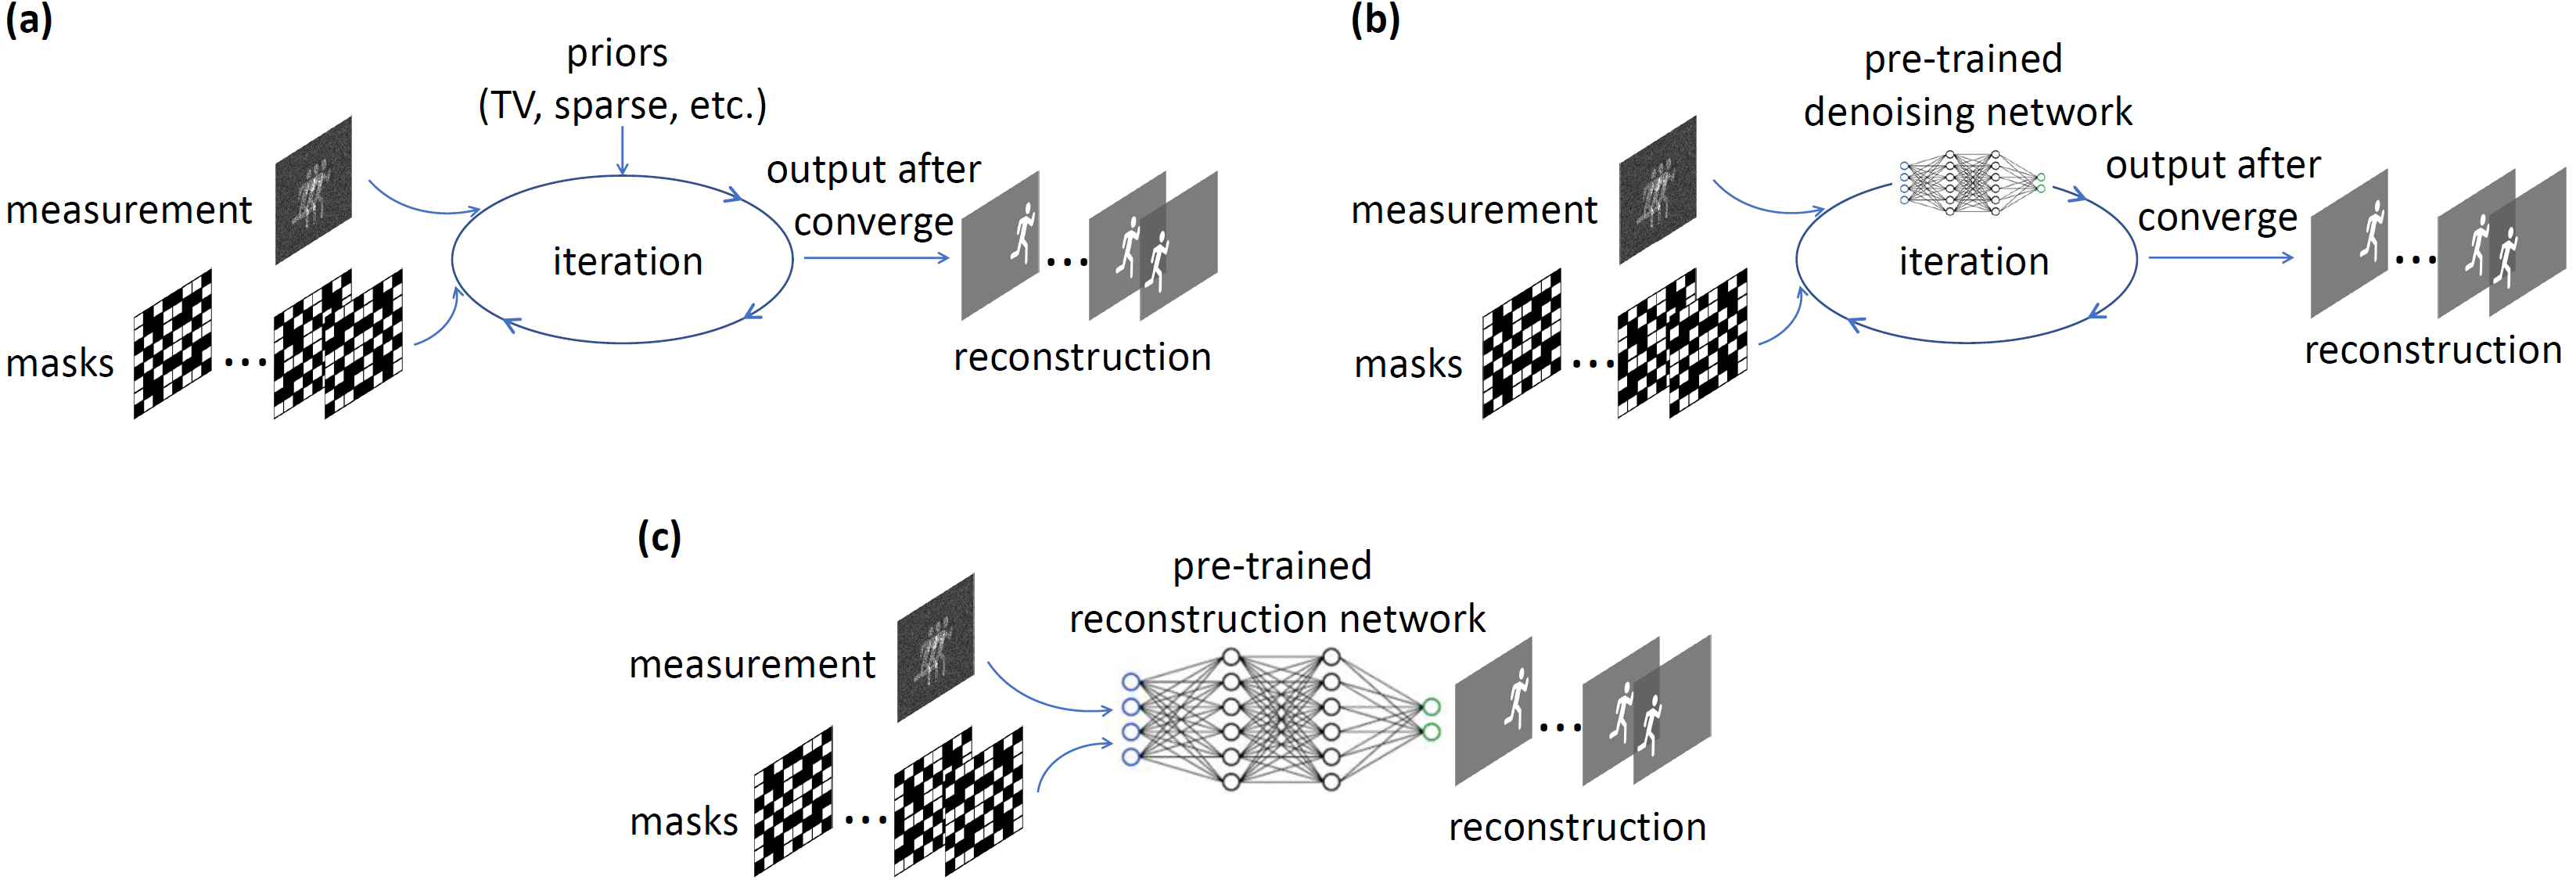 (a)
priors
(TV, sparse, etc.)
measurement
masks
iteration
output after
converge
reconstruction
(b)
pre-trained
denoising network
measurement
masks
iteration
output after
converge
reconstruction
(c)
pre-trained
reconstruction network
measurement
masks
reconstruction